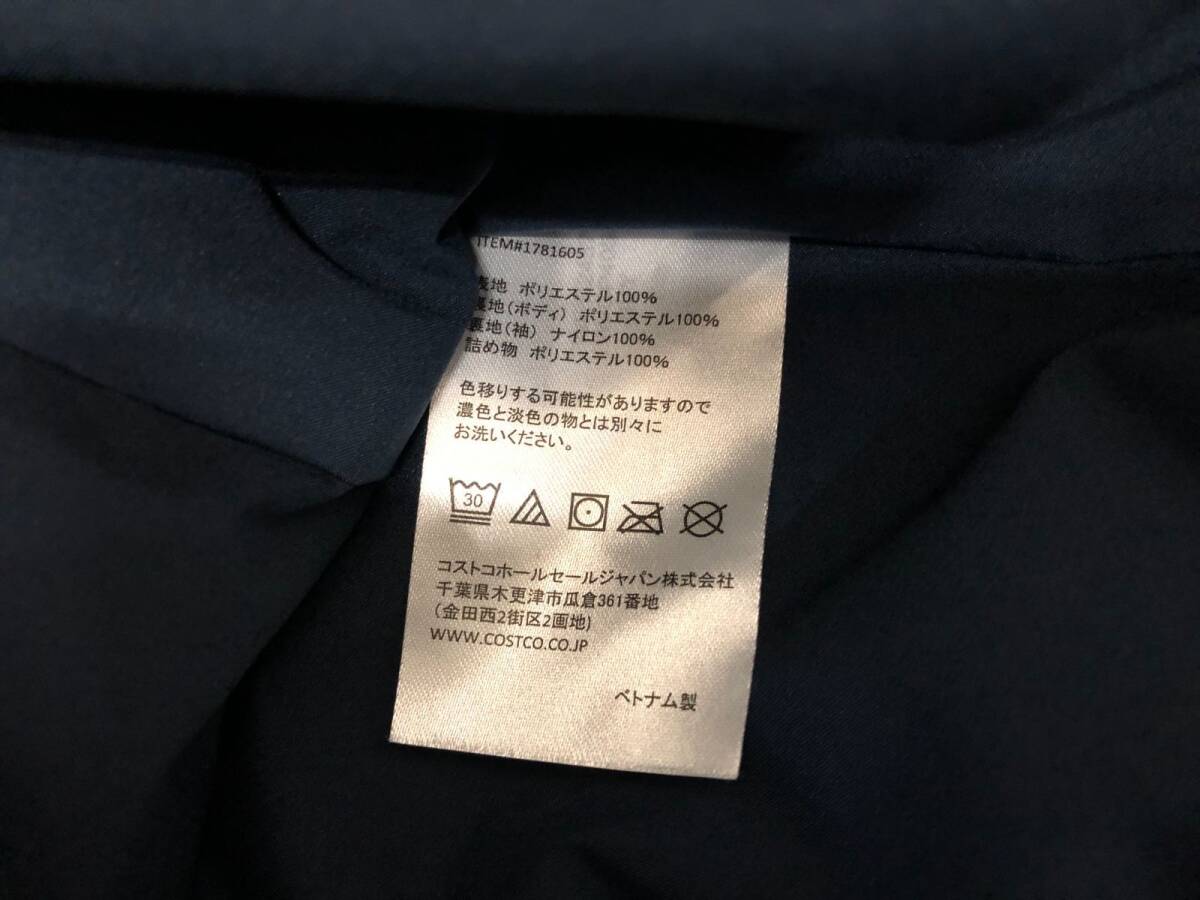 ITEM#1781605
表地 ポリエステル100%
裏地(ボディ) ポリエステル100%
裏地(袖) ナイロン100%
詰め物 ポリエステル100%
色移りする可能性がありますので
濃色と淡色の物とは別々に
お洗いください。
30
コストコホールセールジャパン株式会社
千葉県木更津市瓜倉361番地
(金田西2街区2画地)
WWW.COSTCO.CO.JP
ベトナム製